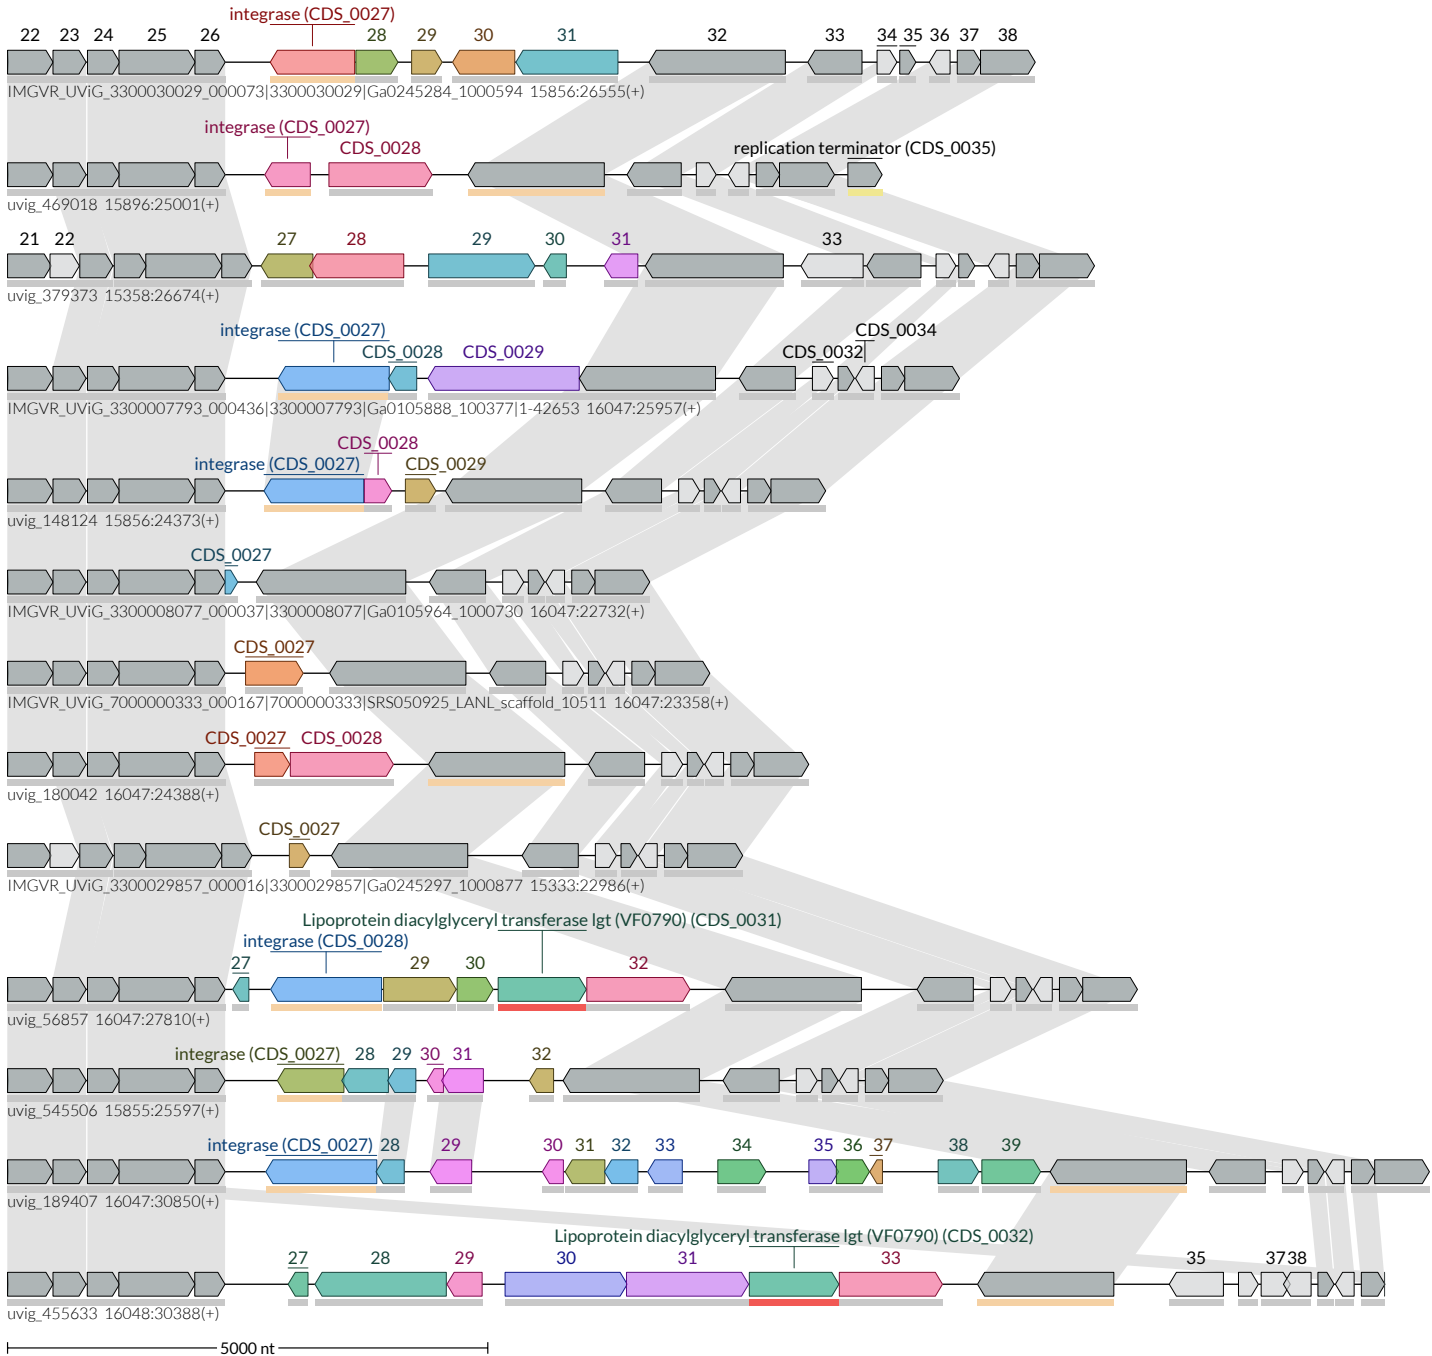 integrase (CDS_0027)
22 23 24 25 26 28 29 30 31 32 33 34 35 36 37 38
IMGVR_UViG_3300030029_000073|3300030029|Ga0245284_1000594 15856:26555(+)
integrase (CDS_0027)
CDS_0028 replication terminator (CDS_0035)
uvig_469018 15896:25001(+)
21 22 27 28 29 30 31 33
uvig_379373 15358:26674(+)
integrase (CDS_0027) CDS_0034
CDS_0028 CDS_0029 CDS_0032
IMGVR_UViG_3300007793_000436|3300007793|Ga0105888_100377|1-42653 16047:25957(+)
CDS_0028
integrase (CDS_0027) CDS_0029
uvig_148124 15856:24373(+)
CDS_0027
IMGVR_UViG_3300008077_000037|3300008077|Ga0105964_1000730 16047:22732(+)
CDS_0027
IMGVR_UViG_7000000333_000167|7000000333|SRS050925_LANL_scaffold_10511 16047:23358(+)
CDS_0027 CDS_0028
uvig_180042 16047:24388(+)
CDS_0027
IMGVR_UViG_3300029857_000016|3300029857|Ga0245297_1000877 15333:22986(+)
Lipoprotein diacylglyceryl transferase lgt (VF0790) (CDS_0031)
integrase (CDS_0028)
27 29 30 32
uvig_56857 16047:27810(+)
integrase (CDS_0027) 28 29 30 31 32
uvig_545506 15855:25597(+)
integrase (CDS_0027) 28 29 30 31 32 33 34 35 36 37 38 39
uvig_189407 16047:30850(+)
Lipoprotein diacylglyceryl transferase lgt (VF0790) (CDS_0032)
27 28 29 30 31 33 35 37 38
uvig_455633 16048:30388(+)
5000 nt